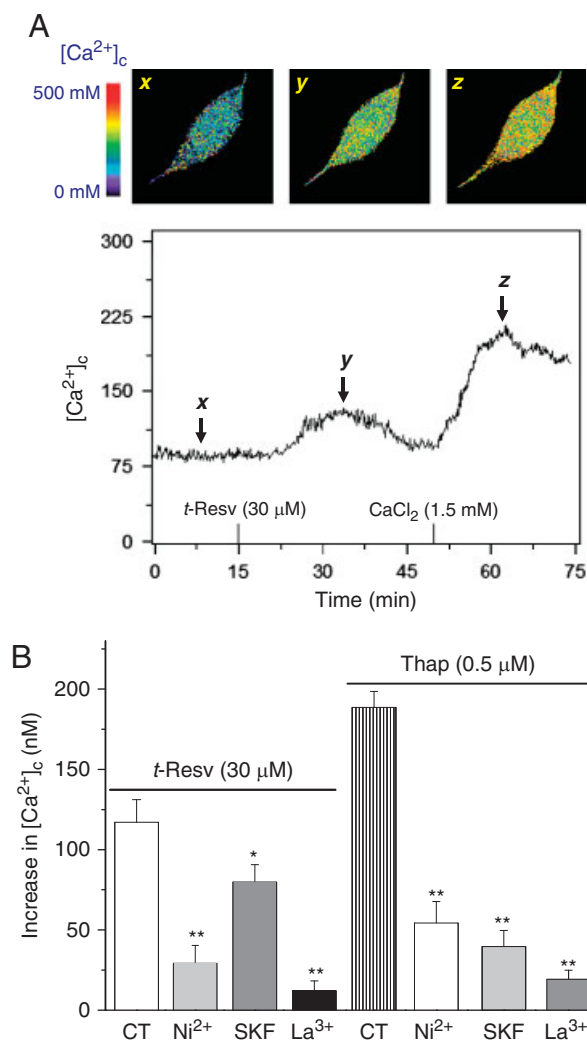 A
[Ca²⁺]c
500 mM
0 mM
x
y
z
300
225
150
75
0
[Ca²⁺]c
x
y
z
t-Resv (30 µM)
CaCl₂ (1.5 mM)
0 15 30 45 60 75
Time (min)
B
Thap (0.5 µM)
t-Resv (30 µM)
200
150
100
50
0
Increase in [Ca²⁺]c (nM)
**
*
**
**
**
**
CT Ni²⁺ SKF La³⁺ CT Ni²⁺ SKF La³⁺